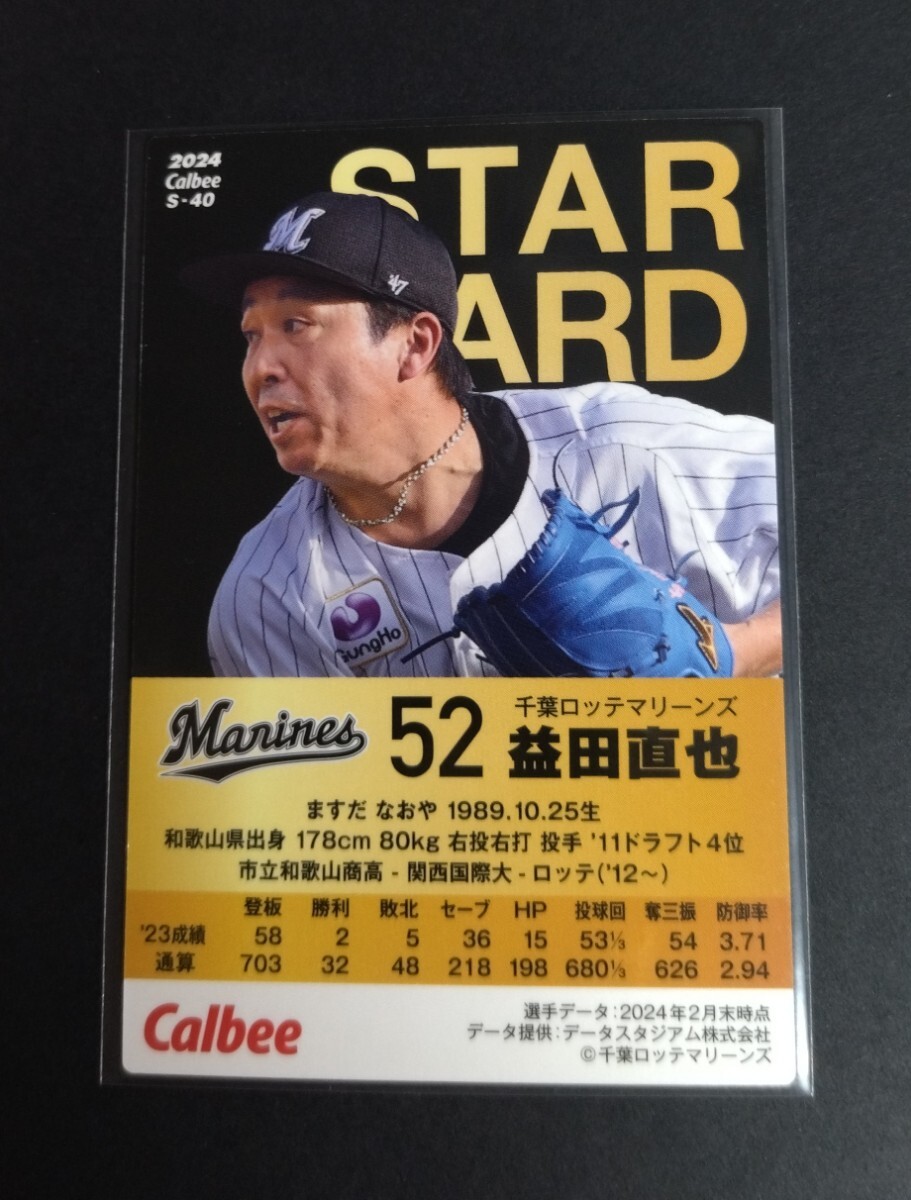 2024
Calbee
S-40
STAR
ARD
M
'47
GungHo
Marines 52 千葉ロッテマリーンズ
益田直也
ますだ なおや 1989.10.25生
和歌山県出身 178cm 80kg 右投右打 投手 '11ドラフト4位
市立和歌山商高 - 関西国際大 - ロッテ('12～)
登板 勝利 敗北 セーブ HP 投球回 奪三振 防御率
'23成績 58 2 5 36 15 53⅓ 54 3.71
通算 703 32 48 218 198 680⅓ 626 2.94
Calbee
選手データ:2024年2月末時点
データ提供:データスタジアム株式会社
©千葉ロッテマリーンズ